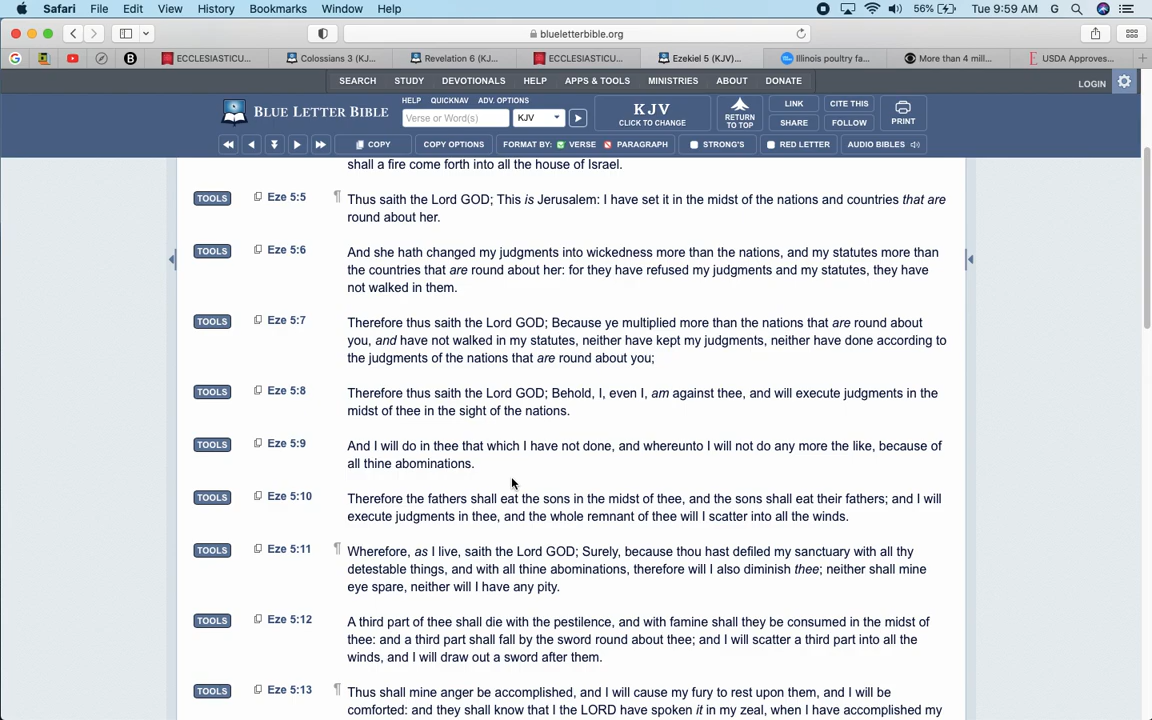 Safari File Edit View History Bookmarks Window Help 56% Tue 9:59 AM G
blueletterbible.org
ECCLESIASTICU... Colossians 3 (KJ... Revelation 6 (KJ... ECCLESIASTICU... Ezekiel 5 (KJV)... Illinois poultry fa... More than 4 mill... USDA Approves...
SEARCH STUDY DEVOTIONALS HELP APPS & TOOLS MINISTRIES ABOUT DONATE LOGIN
HELP QUICKNAV ADV. OPTIONS
BLUE LETTER BIBLE Verse or Word(s) KJV
KJV
CLICK TO CHANGE
RETURN
TO TOP
LINK CITE THIS
SHARE FOLLOW
PRINT
COPY COPY OPTIONS FORMAT BY: VERSE PARAGRAPH STRONG'S RED LETTER AUDIO BIBLES
shall a fire come forth into all the house of Israel.
TOOLS Eze 5:5 ¶ Thus saith the Lord GOD; This is Jerusalem: I have set it in the midst of the nations and countries that are
round about her.
TOOLS Eze 5:6 And she hath changed my judgments into wickedness more than the nations, and my statutes more than
the countries that are round about her: for they have refused my judgments and my statutes, they have
not walked in them.
TOOLS Eze 5:7 Therefore thus saith the Lord GOD; Because ye multiplied more than the nations that are round about
you, and have not walked in my statutes, neither have kept my judgments, neither have done according to
the judgments of the nations that are round about you;
TOOLS Eze 5:8 Therefore thus saith the Lord GOD; Behold, I, even I, am against thee, and will execute judgments in the
midst of thee in the sight of the nations.
TOOLS Eze 5:9 And I will do in thee that which I have not done, and whereunto I will not do any more the like, because of
all thine abominations.
TOOLS Eze 5:10 Therefore the fathers shall eat the sons in the midst of thee, and the sons shall eat their fathers; and I will
execute judgments in thee, and the whole remnant of thee will I scatter into all the winds.
TOOLS Eze 5:11 ¶ Wherefore, as I live, saith the Lord GOD; Surely, because thou hast defiled my sanctuary with all thy
detestable things, and with all thine abominations, therefore will I also diminish thee; neither shall mine
eye spare, neither will I have any pity.
TOOLS Eze 5:12 A third part of thee shall die with the pestilence, and with famine shall they be consumed in the midst of
thee: and a third part shall fall by the sword round about thee; and I will scatter a third part into all the
winds, and I will draw out a sword after them.
TOOLS Eze 5:13 ¶ Thus shall mine anger be accomplished, and I will cause my fury to rest upon them, and I will be
comforted: and they shall know that I the LORD have spoken it in my zeal, when I have accomplished my